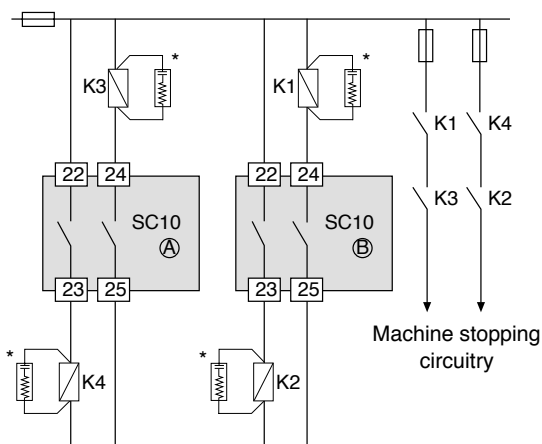 *
*
K3
K1
K1
K4
22
24
22
24
K3
K2
SC10
SC10
A
B
23
25
23
25
Machine stopping
circuitry
*
*
K4
K2